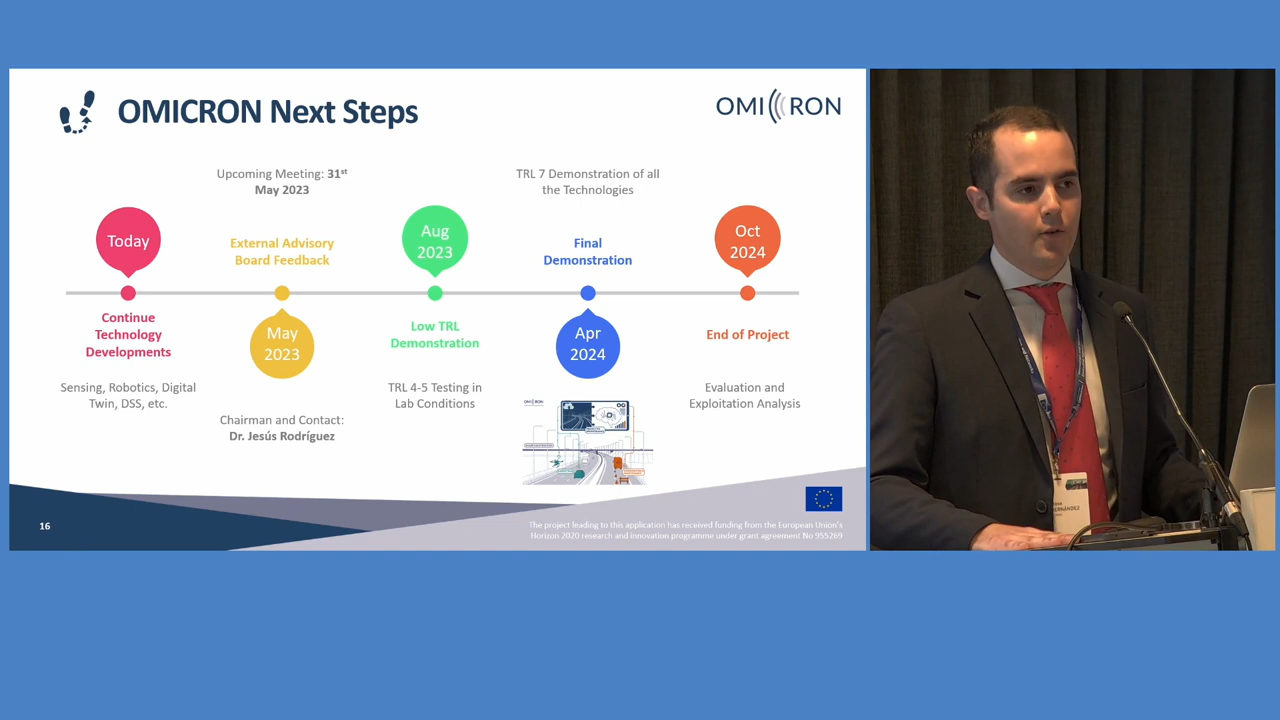 OMICRON Next Steps
OMICRON
Upcoming Meeting: 31st
May 2023
TRL 7 Demonstration of all
the Technologies
Today
External Advisory
Board Feedback
Aug
2023
Final
Demonstration
Oct
2024
Continue
Technology
Developments
May
2023
Low TRL
Demonstration
Apr
2024
End of Project
Sensing, Robotics, Digital
Twin, DSS, etc.
Chairman and Contact:
Dr. Jesús Rodríguez
TRL 4-5 Testing in
Lab Conditions
Evaluation and
Exploitation Analysis
16
The project leading to this application has received funding from the European Union's
Horizon 2020 research and innovation programme under grant agreement No 955269